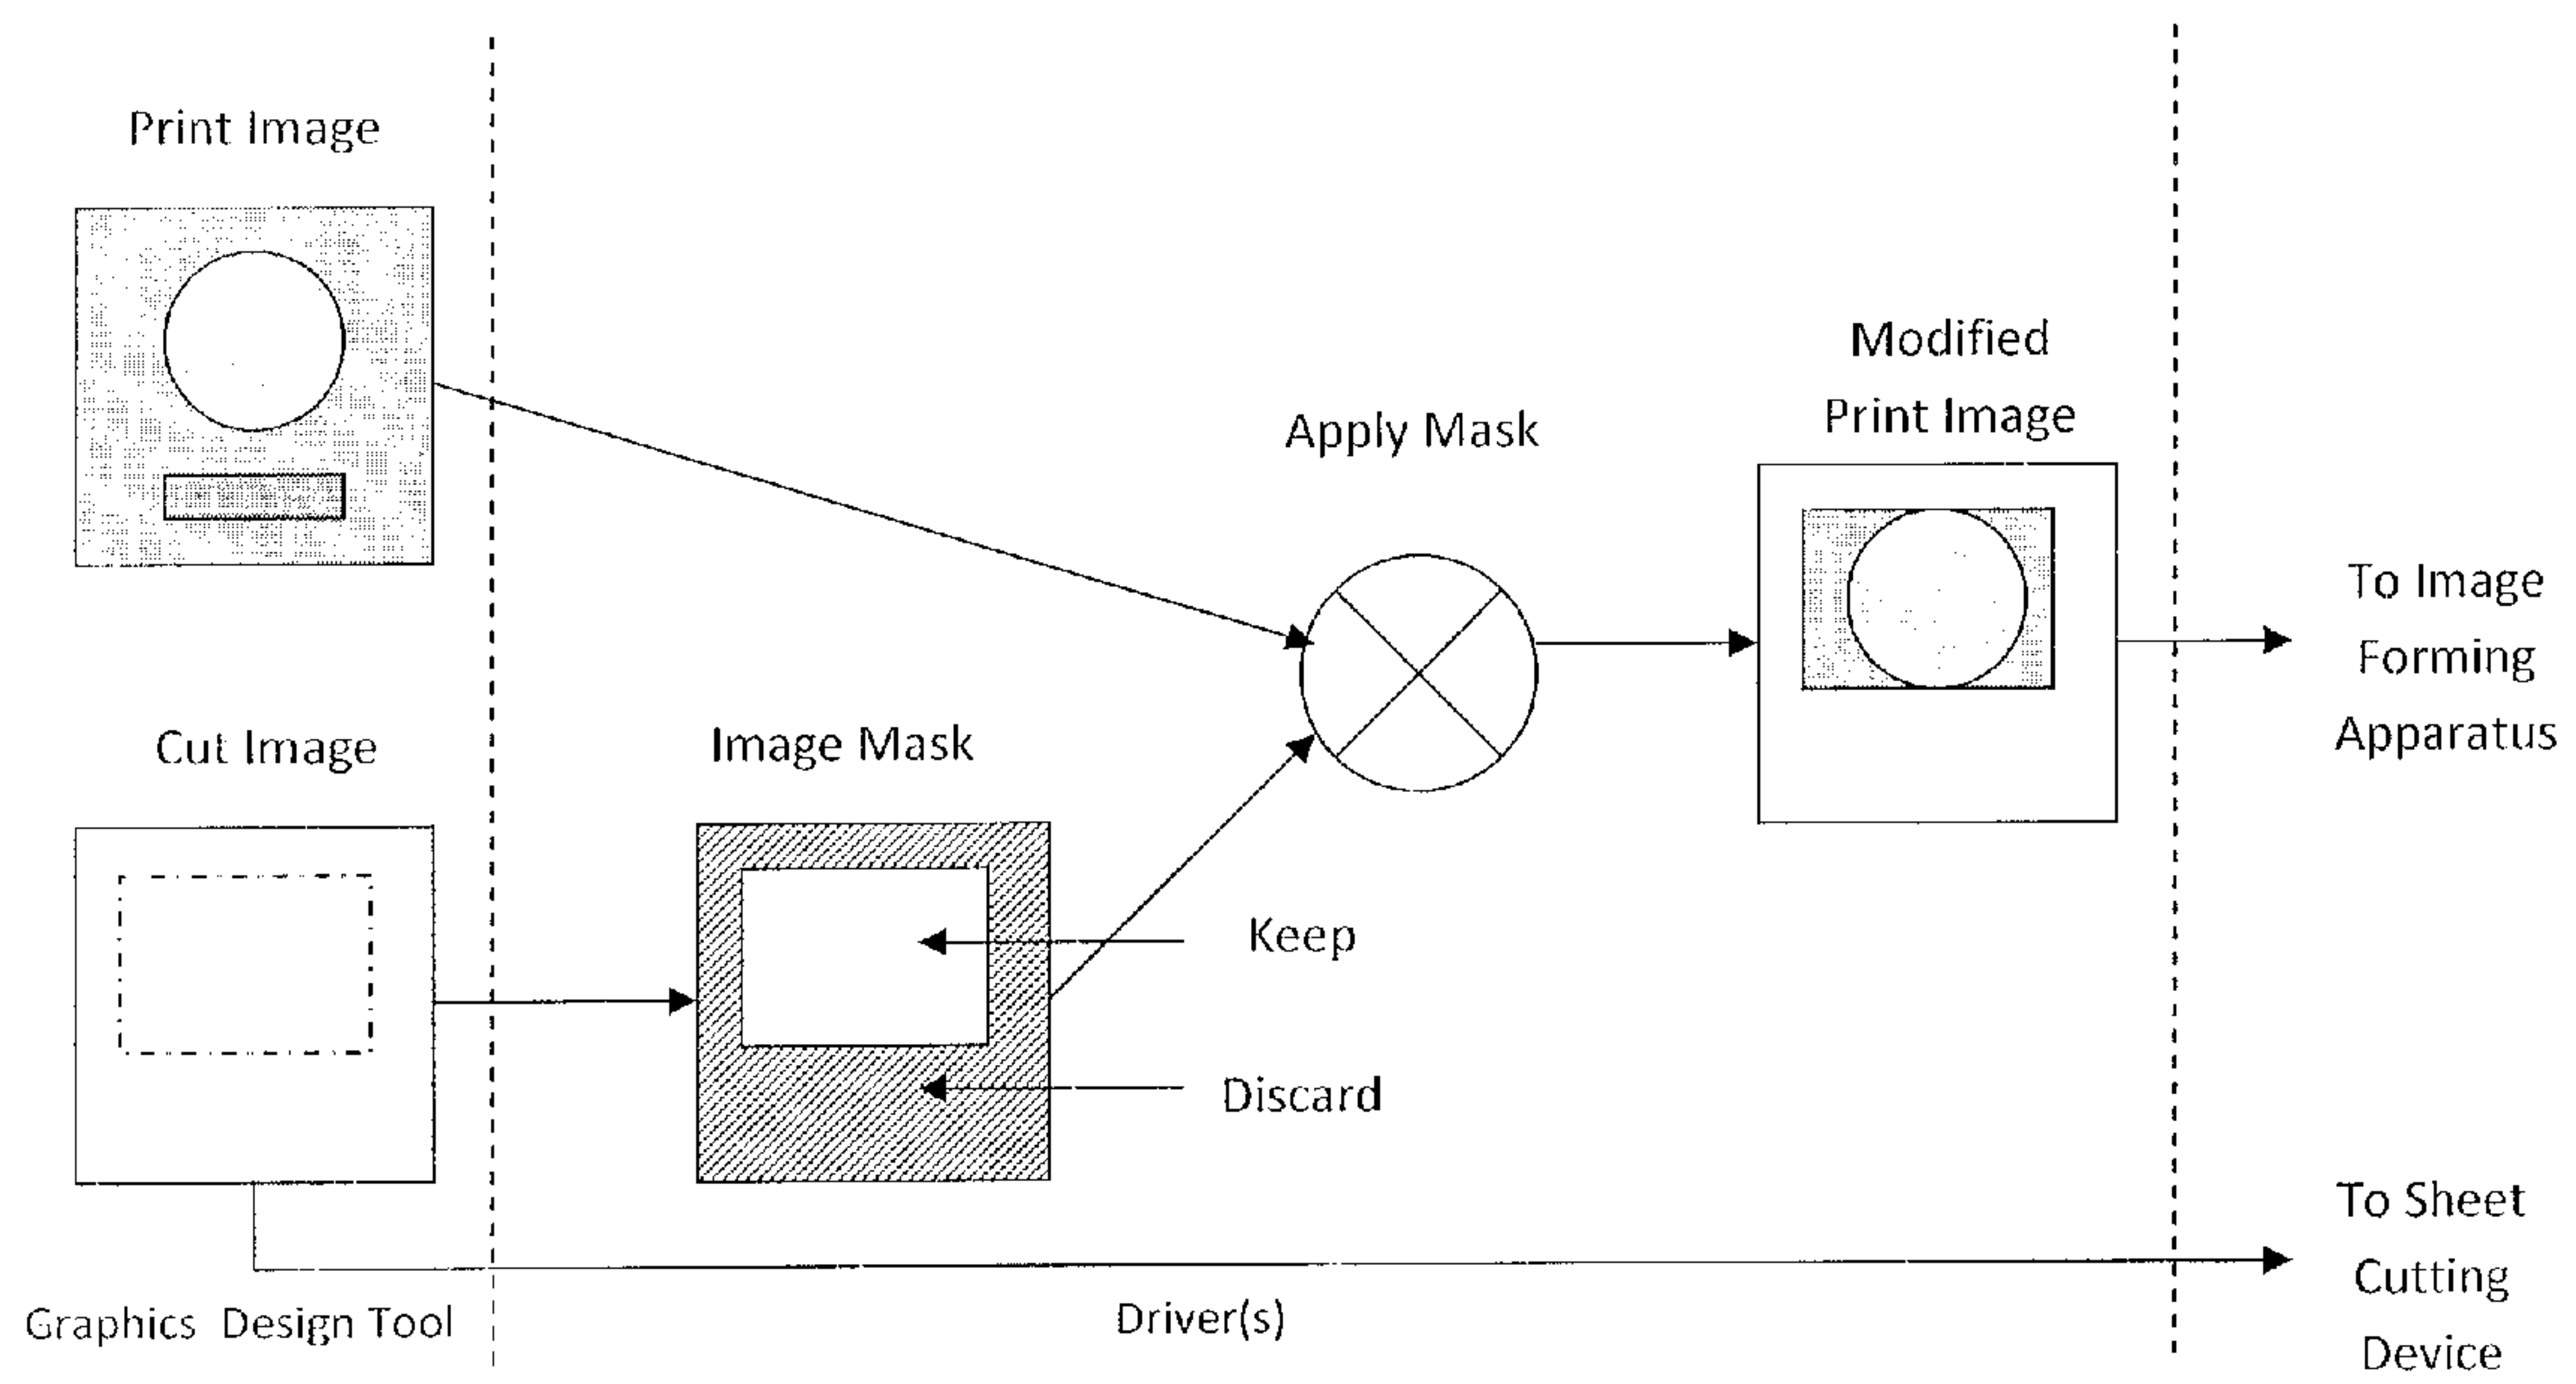 Print Image
Modified
Print Image
Apply Mask
To Image
Forming
Apparatus
Cut Image
Image Mask
Keep
Discard
To Sheet
Cutting
Device
Graphics Design Tool
Driver(s)